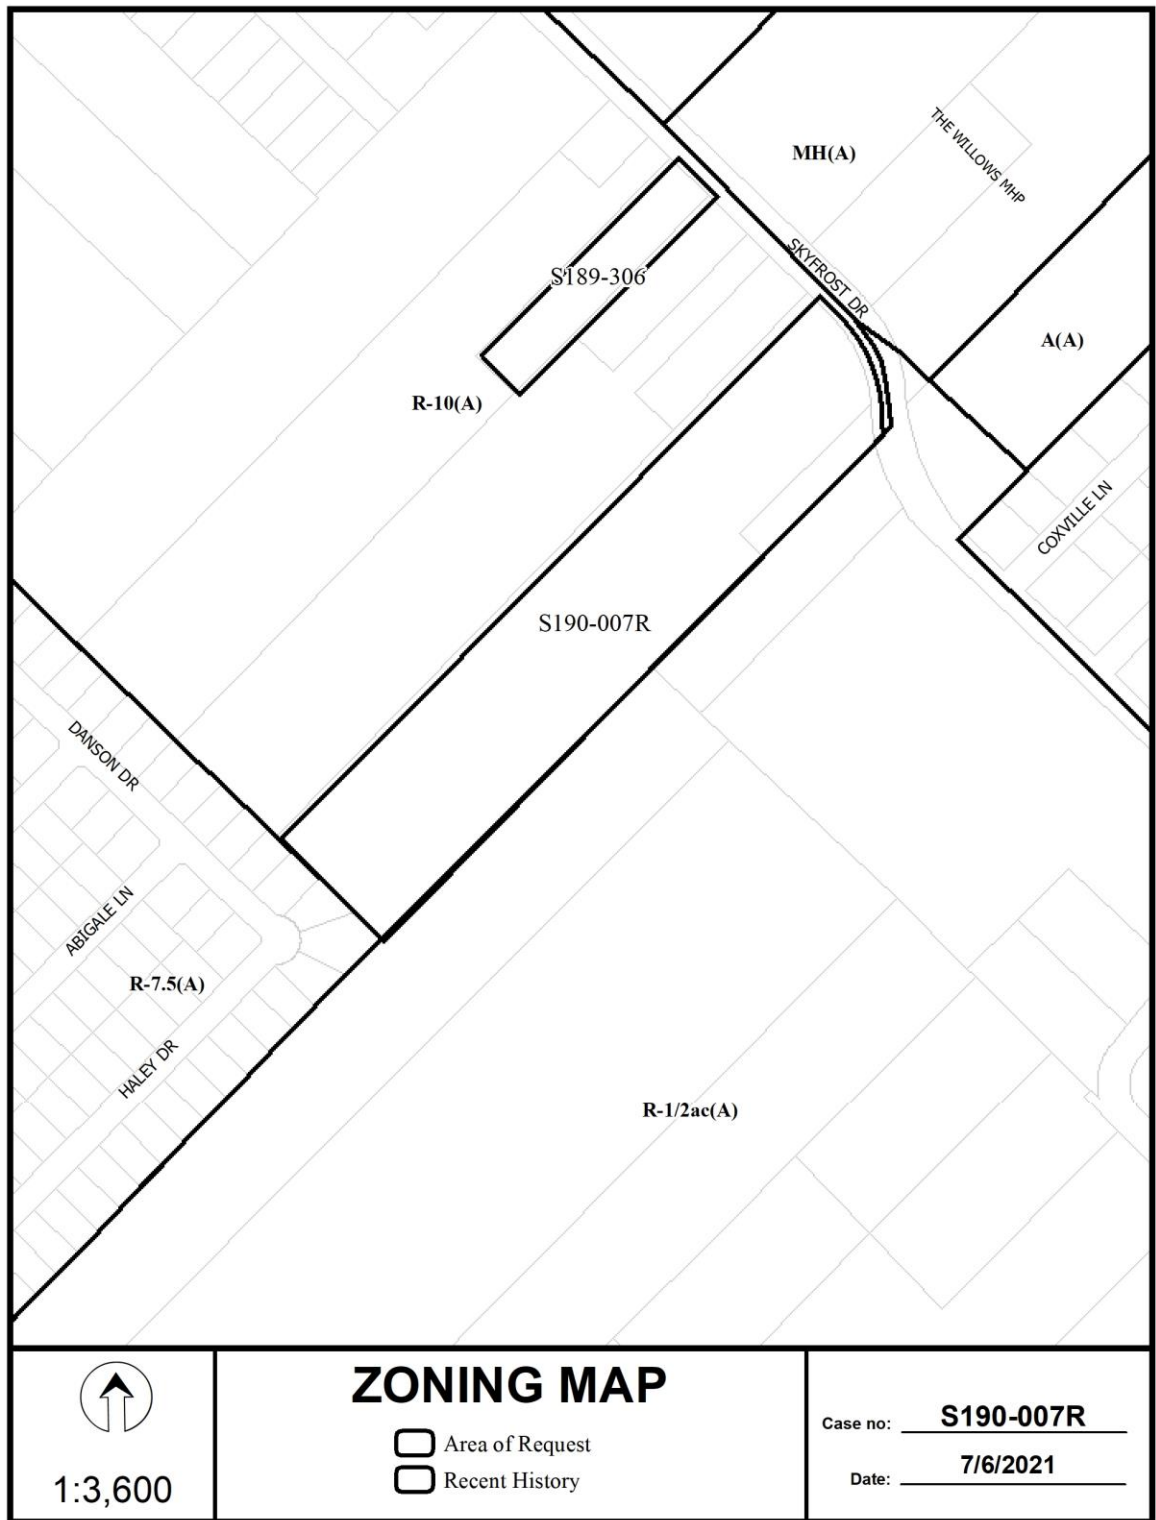 THE WILLOWS MHP
MH(A)
SKYFROST DR
S189-306
A(A)
R-10(A)
COXVILLE LN
S190-007R
DANSON DR
ABIGALE LN
R-7.5(A)
HALEY DR
R-1/2ac(A)
1:3,600
ZONING MAP
Area of Request
Recent History
Case no: S190-007R
Date: 7/6/2021